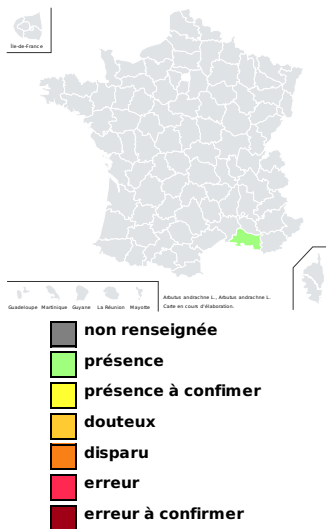 Île-de-France
Guadeloupe Martinique Guyane La Réunion Mayotte
Arbutus andrachne L., Arbutus andrachne L.
Carte en cours d'élaboration.
non renseignée
présence
présence à confimer
douteux
disparu
erreur
erreur à confirmer